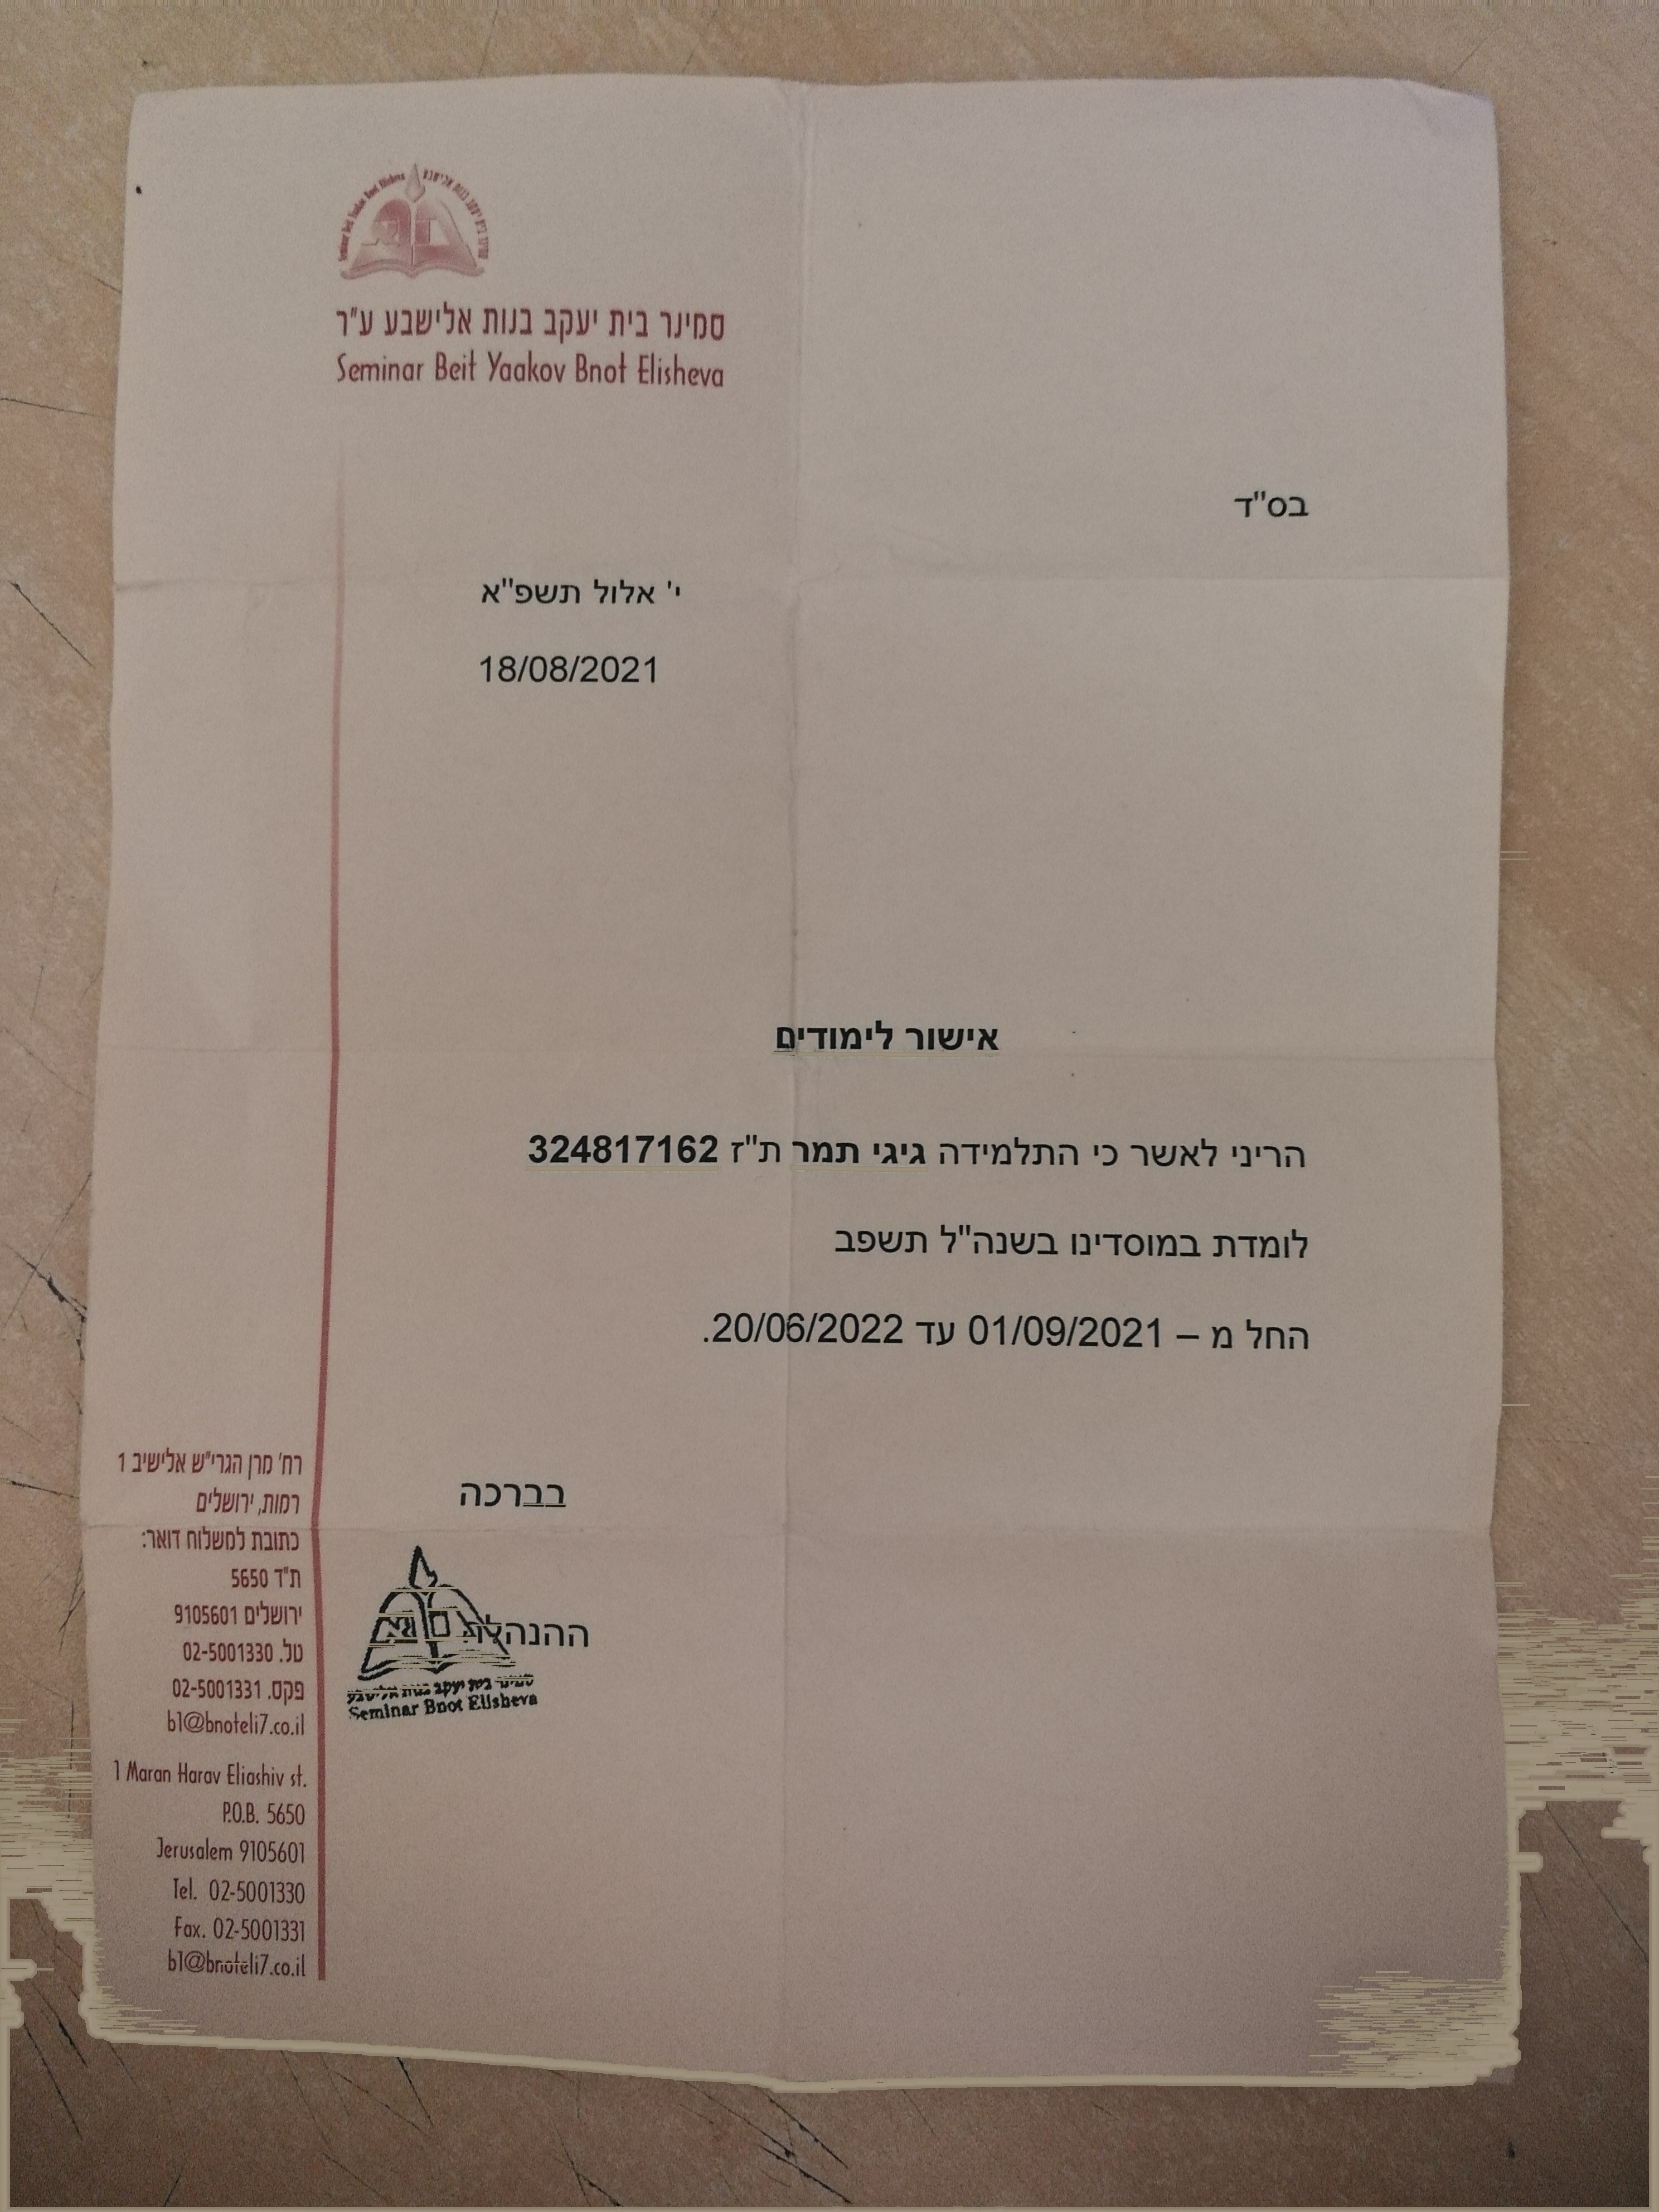 Seminar Beit Yaakov Bnot Elisheva סמינר בית יעקב בנות אלישבע
סמינר בית יעקב בנות אלישבע ע"ר
Seminar Beit Yaakov Bnot Elisheva
בס"ד
י' אלול תשפ"א
18/08/2021
אישור לימודים
הריני לאשר כי התלמידה גיגי תמר ת"ז 324817162
לומדת במוסדינו בשנה"ל תשפב
החל מ – 01/09/2021 עד 20/06/2022.
בברכה
ההנהלה
סמינר בית יעקב בנות אלישבע
Seminar Bnot Elisheva
רח' מרן הגרי"ש אלישיב 1
רמות, ירושלים
כתובת למשלוח דואר:
ת"ד 5650
ירושלים 9105601
טל. 02-5001330
פקס. 02-5001331
b1@bnoteli7.co.il
1 Maran Harav Eliashiv st.
P.O.B. 5650
Jerusalem 9105601
Tel. 02-5001330
Fax. 02-5001331
b1@bnoteli7.co.il